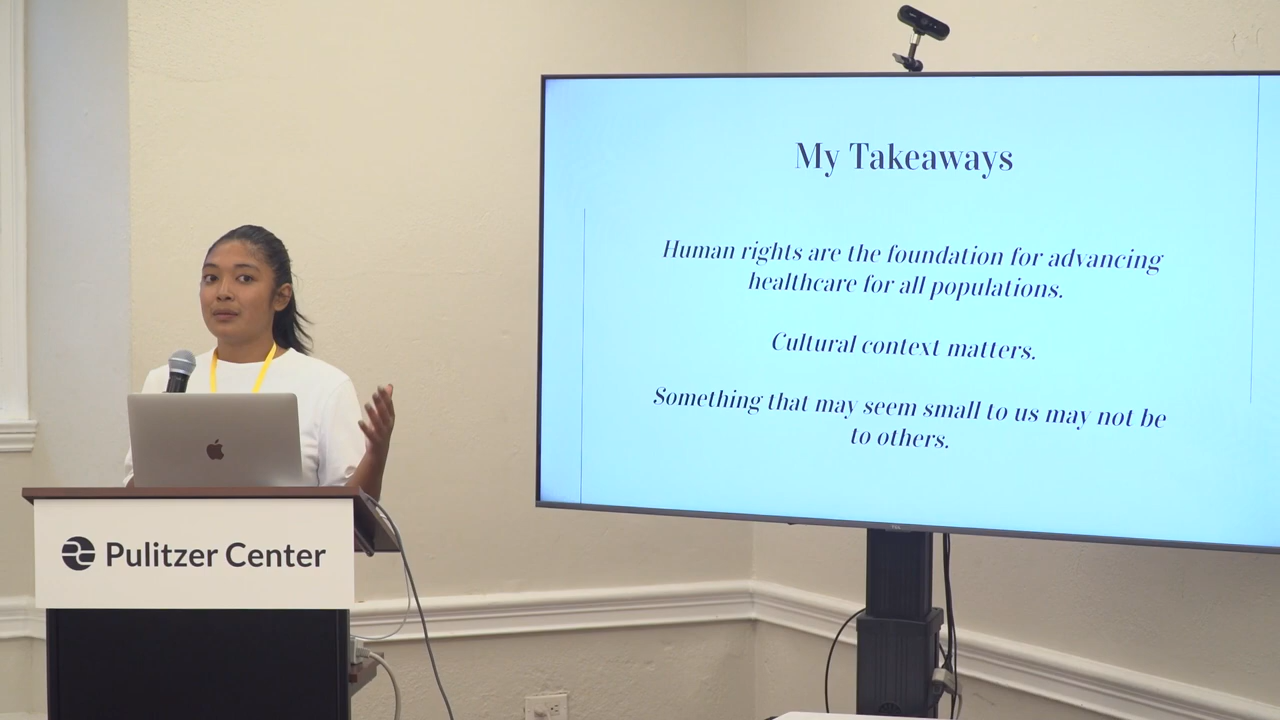 My Takeaways
Human rights are the foundation for advancing
healthcare for all populations.
Cultural context matters.
Something that may seem small to us may not be
to others.
Pulitzer Center
TCL